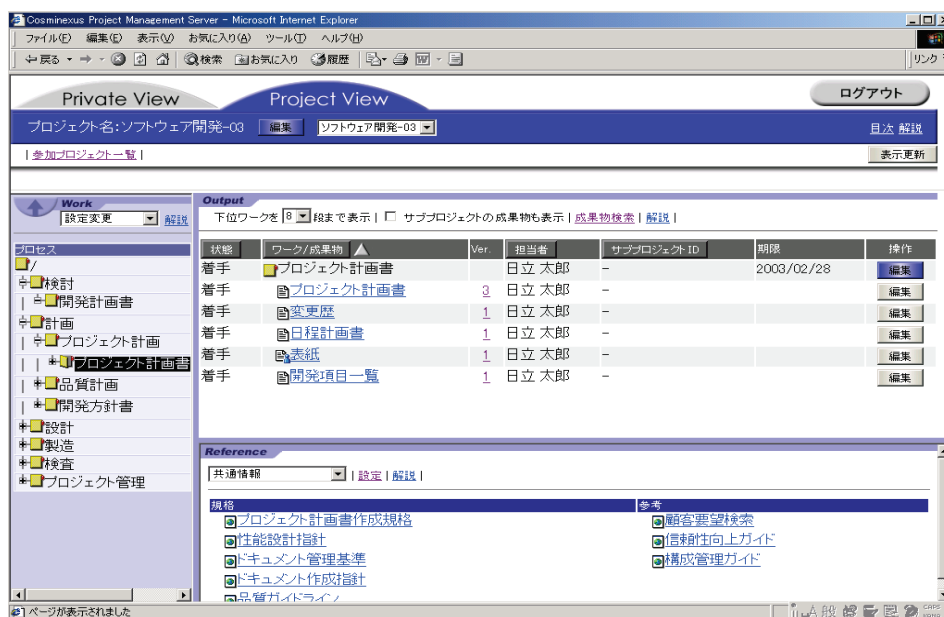 Cosminexus Project Management Server - Microsoft Internet Explorer
ファイル(F) 編集(E) 表示(V) お気に入り(A) ツール(T) ヘルプ(H)
戻る 検索 お気に入り 履歴 リンク
Private View Project View ログアウト
プロジェクト名:ソフトウェア開発-03 編集 ソフトウェア開発-03 目次 解説
| 参加プロジェクト一覧 | 表示更新
Work
設定変更 解説
プロセス
/
検討
開発計画書
計画
プロジェクト計画
プロジェクト計画書
品質計画
開発方針書
設計
製造
検査
プロジェクト管理
Output
下位ワークを 8 段まで表示 | サブプロジェクトの成果物も表示 | 成果物検索 | 解説 |
状態 ワーク/成果物 Ver. 担当者 サブプロジェクトID 期限 操作
着手 プロジェクト計画書 日立 太郎 - 2003/02/28 編集
着手 プロジェクト計画書 3 日立 太郎 - 編集
着手 変更歴 1 日立 太郎 - 編集
着手 日程計画書 1 日立 太郎 - 編集
着手 表紙 1 日立 太郎 - 編集
着手 開発項目一覧 1 日立 太郎 - 編集
Reference
共通情報 | 設定 | 解説 |
規格 参考
プロジェクト計画書作成規格 顧客要望検索
性能設計指針 信頼性向上ガイド
ドキュメント管理基準 構成管理ガイド
ドキュメント作成指針
品質ガイドライン
ページが表示されました A 般 CAPS